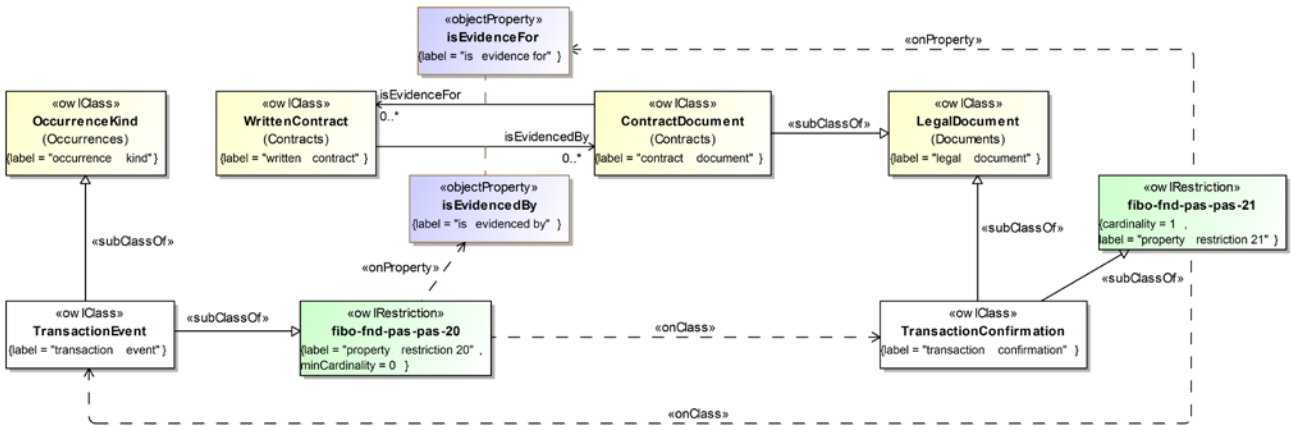 «objectProperty»
isEvidenceFor
{label = "is evidence for" }
«onProperty»
«owlClass»
OccurrenceKind
(Occurrences)
{label = "occurrence kind"}
«owlClass»
WrittenContract
(Contracts)
{label = "written contract" }
isEvidenceFor
0..*
isEvidencedBy
0..*
«owlClass»
ContractDocument
(Contracts)
{label = "contract document" }
«subClassOf»
«owlClass»
LegalDocument
(Documents)
{label = "legal document" }
«objectProperty»
isEvidencedBy
{label = "is evidenced by" }
«owlRestriction»
fibo-fnd-pas-pas-21
{cardinality = 1 ,
label = "property restriction 21" }
«subClassOf»
«onProperty»
«subClassOf»
«subClassOf»
«owlClass»
TransactionEvent
{label = "transaction event"}
«subClassOf»
«owlRestriction»
fibo-fnd-pas-pas-20
{label = "property restriction 20" ,
minCardinality = 0 }
«onClass»
«owlClass»
TransactionConfirmation
{label = "transaction confirmation" }
«onClass»